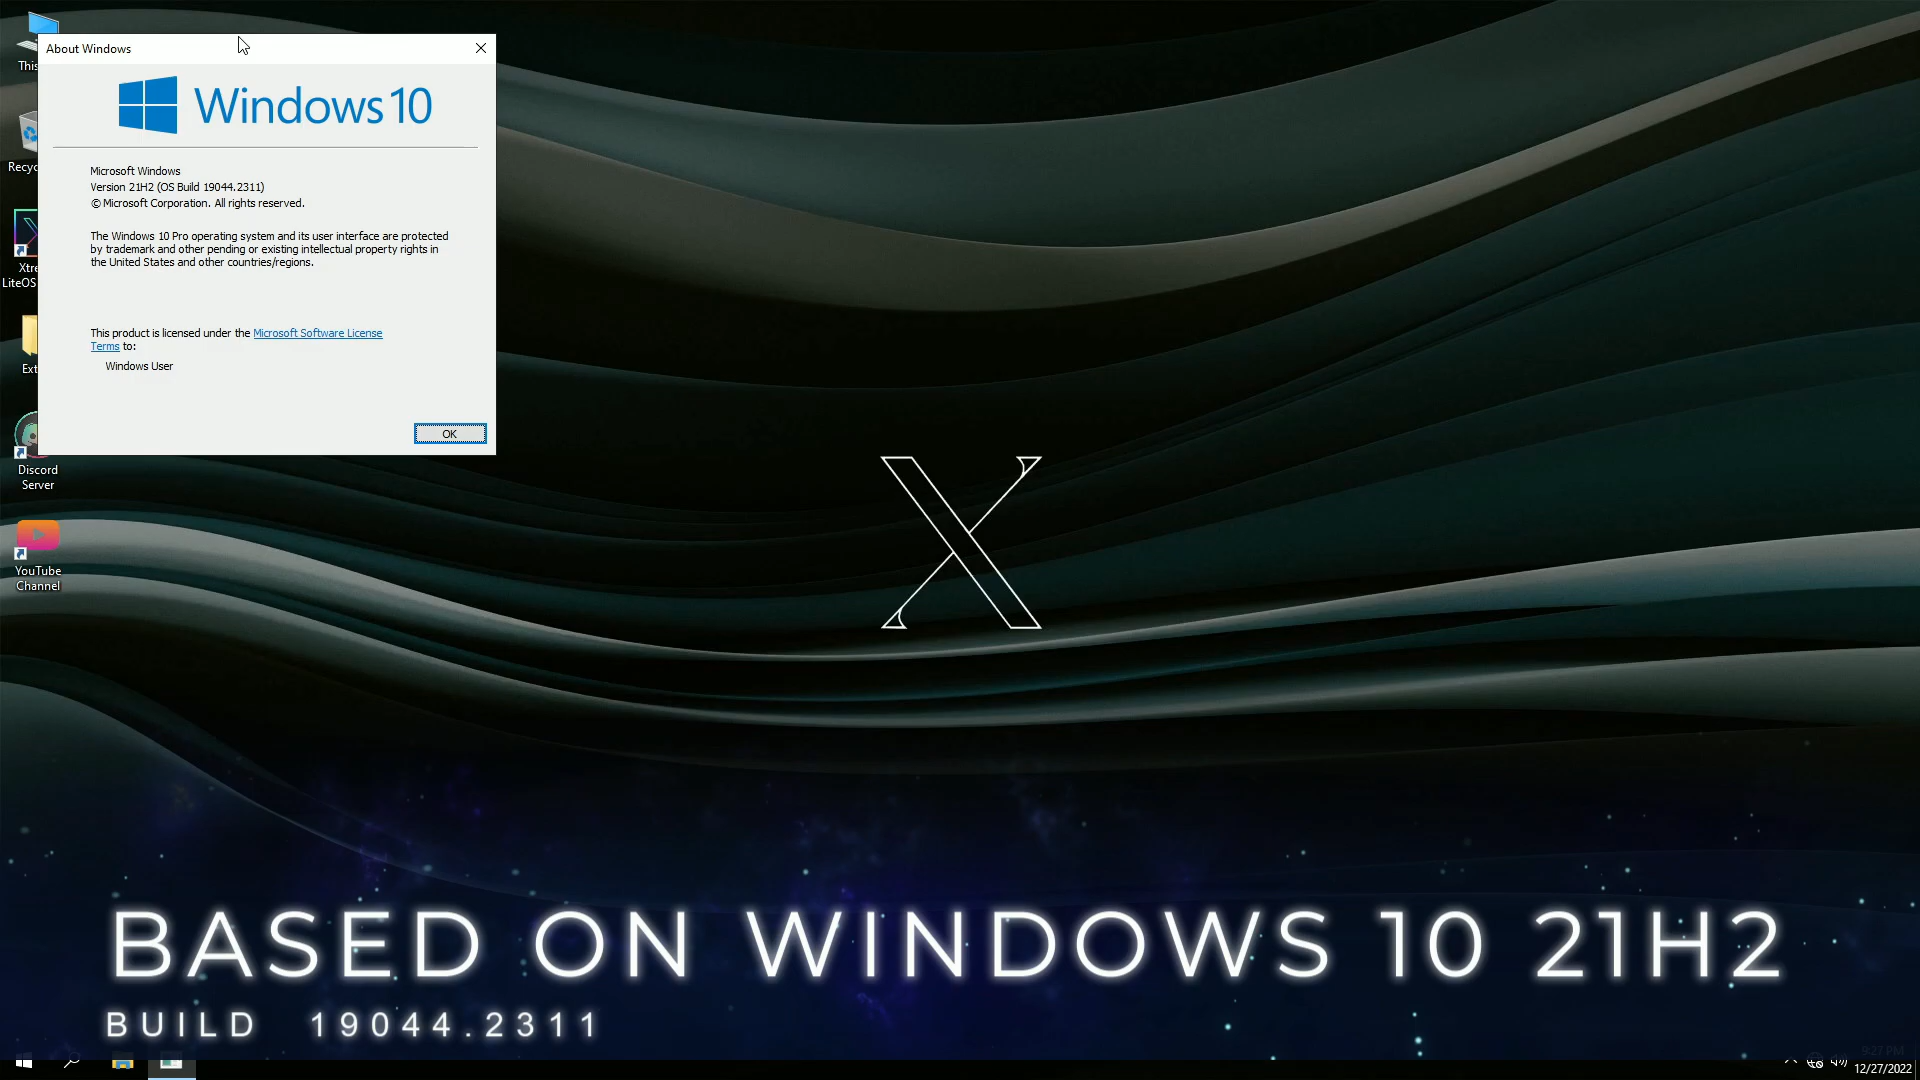 About Windows
Windows 10
Microsoft Windows
Version 21H2 (OS Build 19044.2311)
© Microsoft Corporation. All rights reserved.
The Windows 10 Pro operating system and its user interface are protected
by trademark and other pending or existing intellectual property rights in
the United States and other countries/regions.
This product is licensed under the Microsoft Software License
Terms to:
Windows User
OK
This
Recyc
Xtre
LiteOS
Ext
Discord
Server
YouTube
Channel
X
BASED ON WINDOWS 10 21H2
BUILD 19044.2311
9:27 PM
12/27/2022